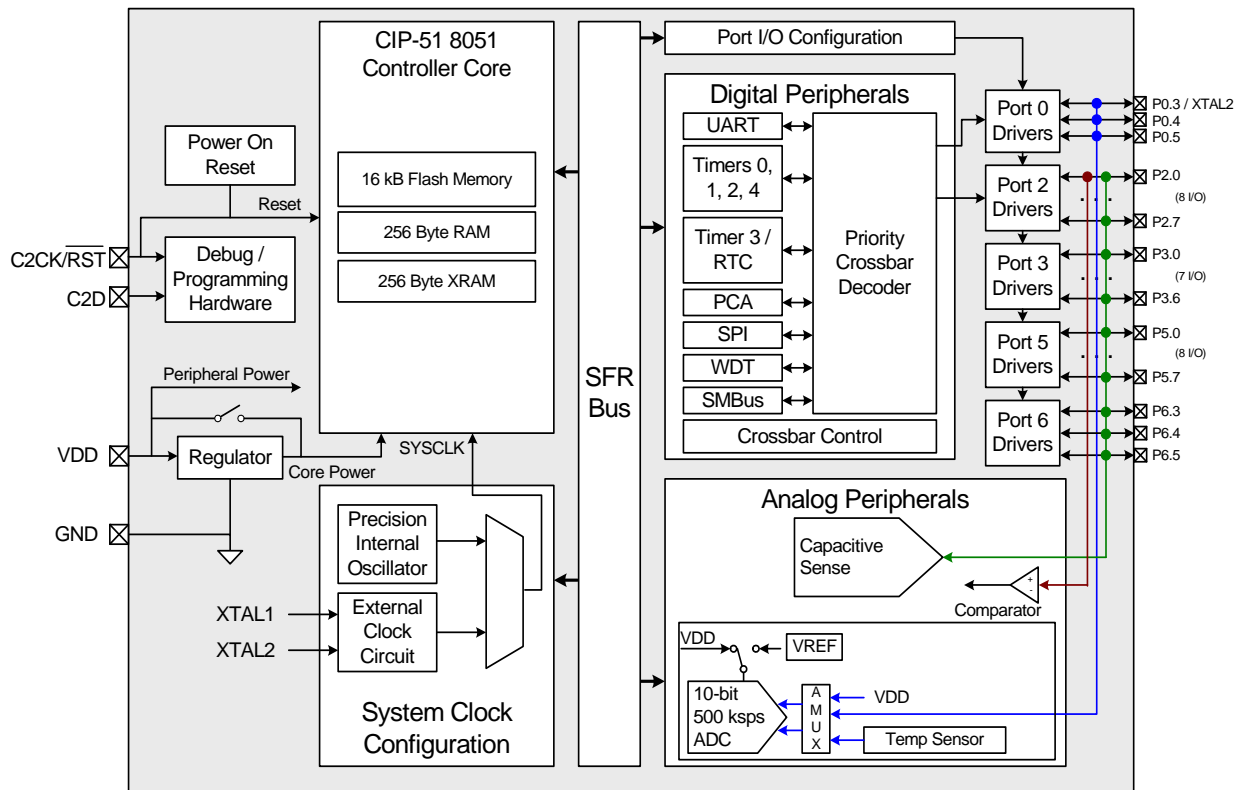 CIP-51 8051
Controller Core
16 kB Flash Memory
256 Byte RAM
256 Byte XRAM
Power On
Reset
Reset
C2CK/RST
C2D
Debug /
Programming
Hardware
Peripheral Power
VDD
Regulator
Core Power
SYSCLK
GND
Precision
Internal
Oscillator
XTAL1
XTAL2
External
Clock
Circuit
System Clock
Configuration
SFR
Bus
Port I/O Configuration
Digital Peripherals
UART
Timers 0,
1, 2, 4
Timer 3 /
RTC
PCA
SPI
WDT
SMBus
Priority
Crossbar
Decoder
Crossbar Control
Port 0
Drivers
Port 2
Drivers
Port 3
Drivers
Port 5
Drivers
Port 6
Drivers
P0.3 / XTAL2
P0.4
P0.5
P2.0
(8 I/O)
. . .
P2.7
P3.0
(7 I/O)
P3.6
P5.0
(8 I/O)
. . .
P5.7
P6.3
P6.4
P6.5
Analog Peripherals
Capacitive
Sense
+
-
Comparator
VDD
VREF
10-bit
500 ksps
ADC
A
M
U
X
VDD
Temp Sensor